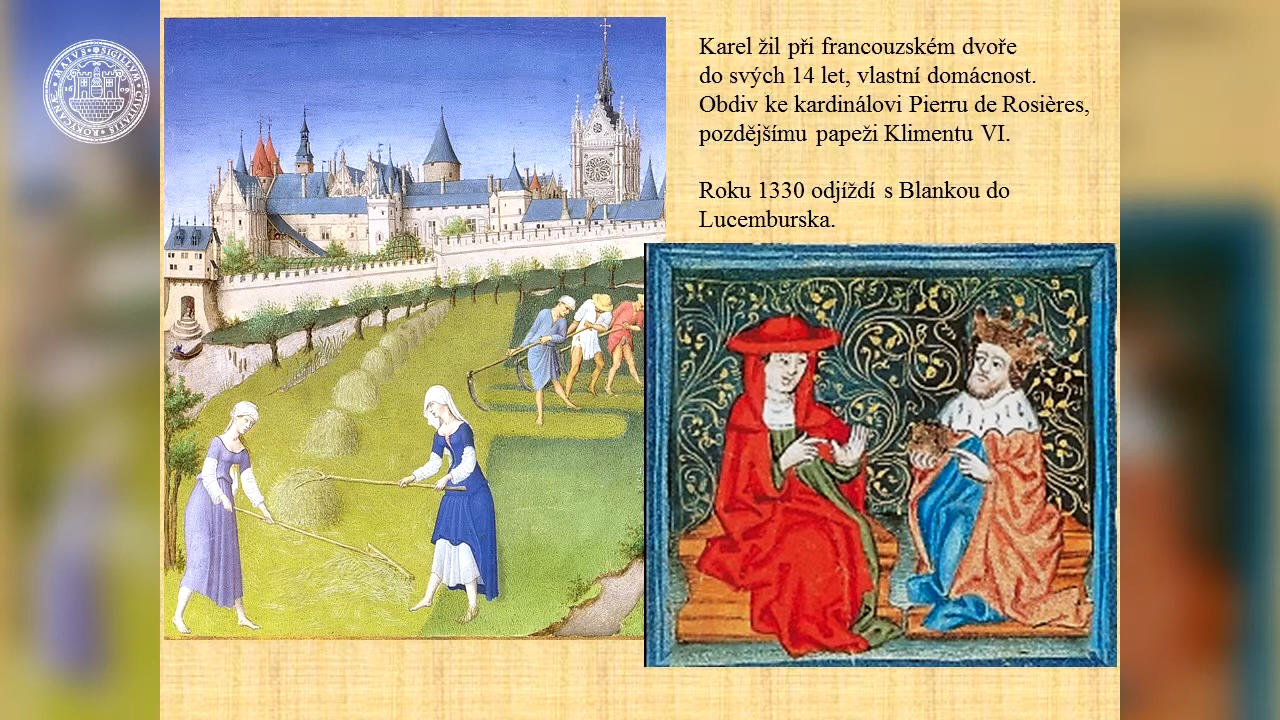 Karel žil při francouzském dvoře
do svých 14 let, vlastní domácnost.
Obdiv ke kardinálovi Pierru de Rosières,
pozdějšímu papeži Klimentu VI.
Roku 1330 odjíždí s Blankou do
Lucemburska.